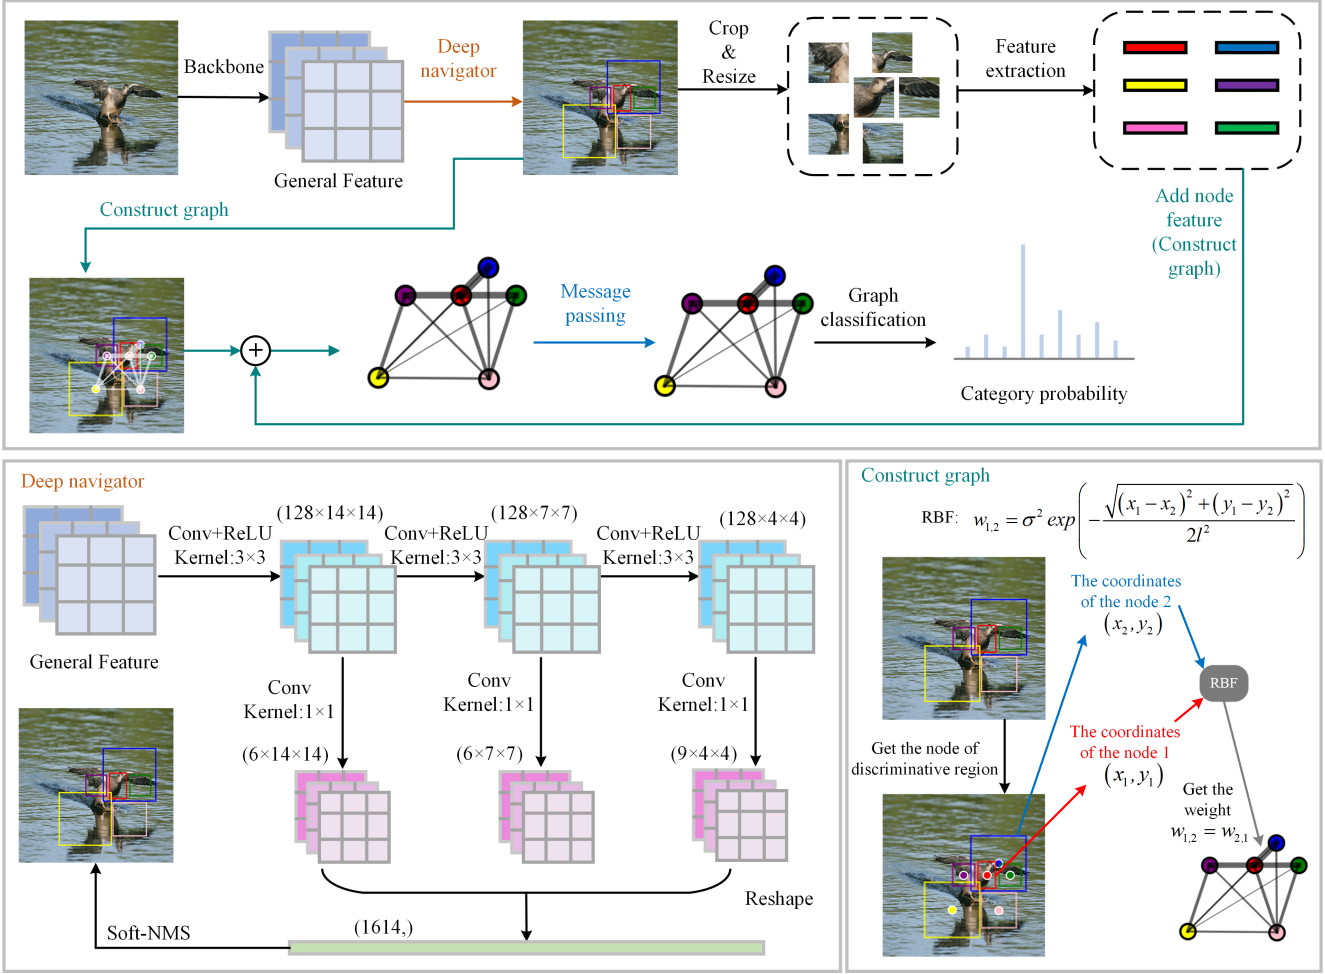 Backbone
General Feature
Deep
navigator
Crop
&
Resize
Feature
extraction
Construct graph
Add node
feature
(Construct
graph)
+
Message
passing
Graph
classification
Category probability
Deep navigator
General Feature
Conv+ReLU
Kernel:3×3
(128×14×14)
Conv+ReLU
Kernel:3×3
(128×7×7)
Conv+ReLU
Kernel:3×3
(128×4×4)
Conv
Kernel:1×1
(6×14×14)
Conv
Kernel:1×1
(6×7×7)
Conv
Kernel:1×1
(9×4×4)
Reshape
(1614,)
Soft-NMS
Construct graph
RBF: w_{1,2} = σ² exp( − √((x₁ − x₂)² + (y₁ − y₂)²) / 2l² )
The coordinates
of the node 2
(x₂, y₂)
RBF
The coordinates
of the node 1
(x₁, y₁)
Get the node of
discriminative region
Get the
weight
w_{1,2} = w_{2,1}